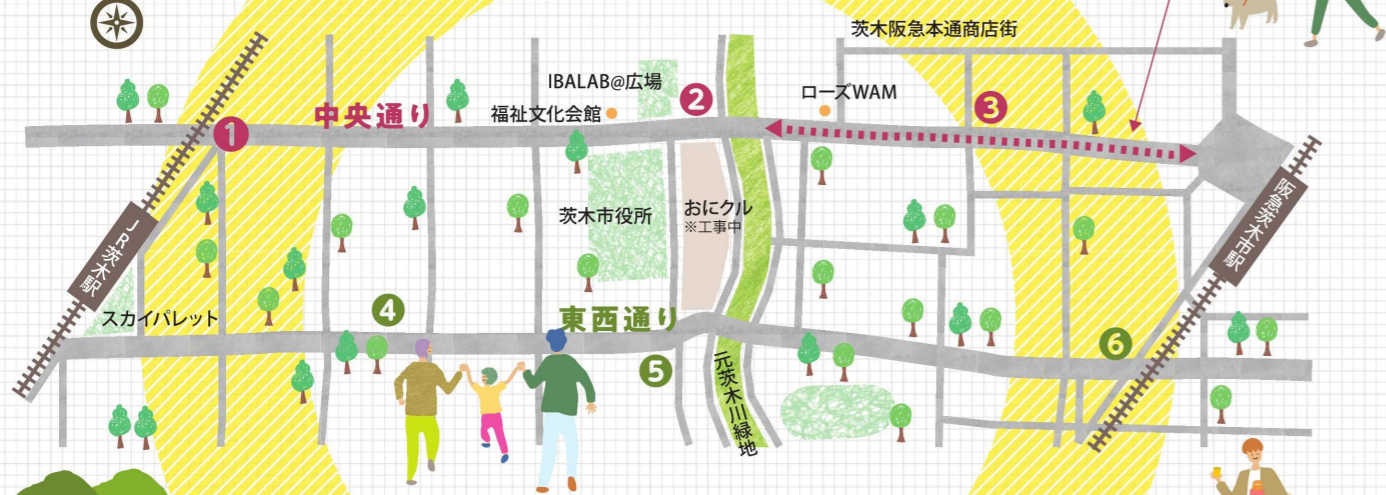 茨木阪急本通商店街
IBALAB@広場
2
ローズWAM
3
福祉文化会館
中央通り
1
茨木市役所
おにクル
※工事中
JR茨木駅
阪急茨木市駅
スカイパレット
4
東西通り
5
6
元茨木川緑地